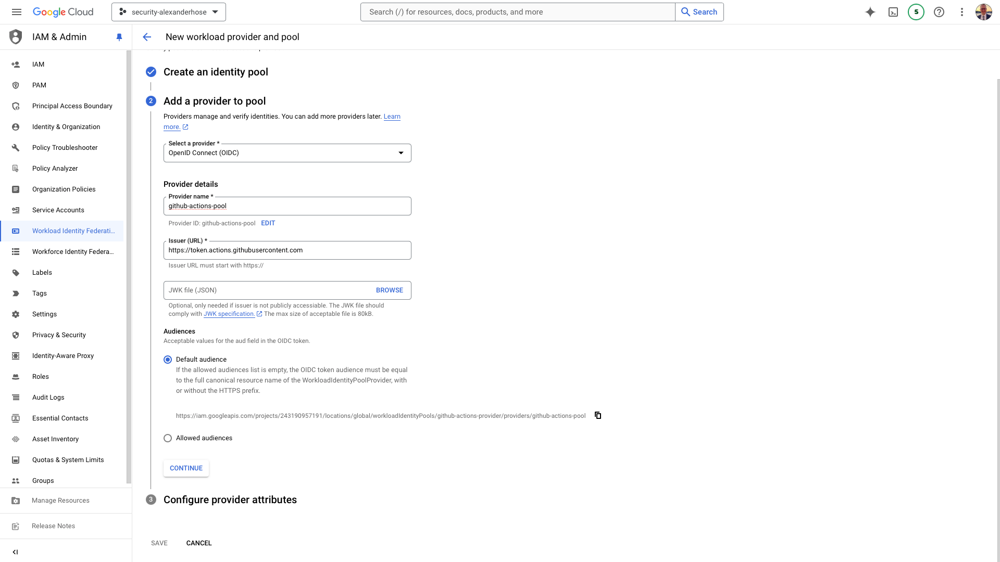 Google Cloud
security-alexanderhose
Search (/) for resources, docs, products, and more
Search
5
IAM & Admin
New workload provider and pool
IAM
PAM
Principal Access Boundary
Identity & Organization
Policy Troubleshooter
Policy Analyzer
Organization Policies
Service Accounts
Workload Identity Federati...
Workforce Identity Federa...
Labels
Tags
Settings
Privacy & Security
Identity-Aware Proxy
Roles
Audit Logs
Essential Contacts
Asset Inventory
Quotas & System Limits
Groups
Manage Resources
Release Notes
Create an identity pool
2
Add a provider to pool
Providers manage and verify identities. You can add more providers later. Learn
more.
Select a provider *
OpenID Connect (OIDC)
Provider details
Provider name *
github-actions-pool
Provider ID: github-actions-pool EDIT
Issuer (URL) *
https://token.actions.githubusercontent.com
Issuer URL must start with https://
JWK file (JSON) BROWSE
Optional, only needed if issuer is not publicly accessiable. The JWK file should
comply with JWK specification. The max size of acceptable file is 80kB.
Audiences
Acceptable values for the aud field in the OIDC token.
Default audience
If the allowed audiences list is empty, the OIDC token audience must be equal
to the full canonical resource name of the WorkloadIdentityPoolProvider, with
or without the HTTPS prefix.
https://iam.googleapis.com/projects/243190957191/locations/global/workloadIdentityPools/github-actions-provider/providers/github-actions-pool
Allowed audiences
CONTINUE
3
Configure provider attributes
SAVE
CANCEL